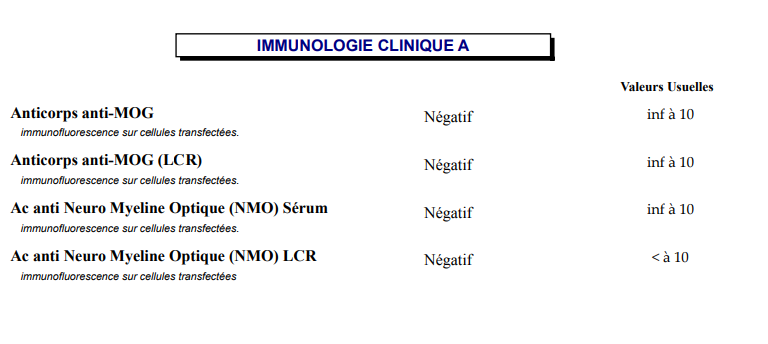 IMMUNOLOGIE CLINIQUE A
Valeurs Usuelles
Anticorps anti-MOG Négatif inf à 10
immunofluorescence sur cellules transfectées.
Anticorps anti-MOG (LCR) Négatif inf à 10
immunofluorescence sur cellules transfectées.
Ac anti Neuro Myeline Optique (NMO) Sérum Négatif inf à 10
immunofluorescence sur cellules transfectées.
Ac anti Neuro Myeline Optique (NMO) LCR Négatif < à 10
immunofluorescence sur cellules transfectées